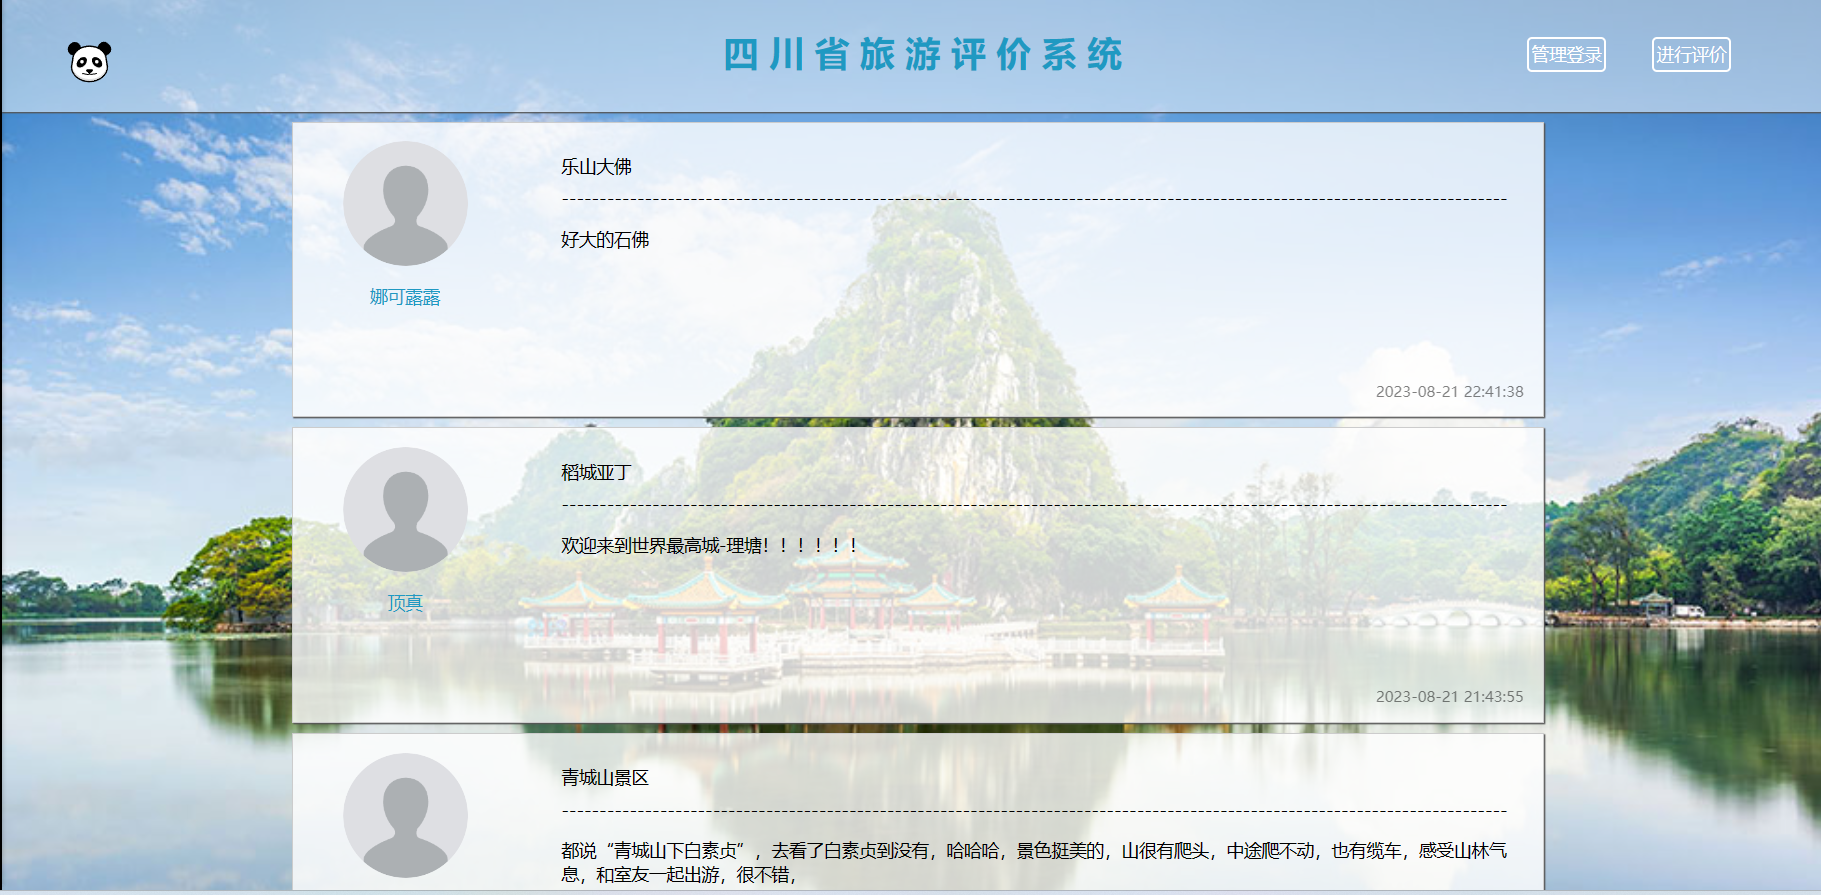 四川省旅游评价系统
管理登录
进行评价
乐山大佛
好大的石佛
娜可露露
2023-08-21 22:41:38
稻城亚丁
欢迎来到世界最高城-理塘！！！！！！
顶真
2023-08-21 21:43:55
青城山景区
都说“青城山下白素贞”，去看了白素贞到没有，哈哈哈，景色挺美的，山很有爬头，中途爬不动，也有缆车，感受山林气
息，和室友一起出游，很不错，